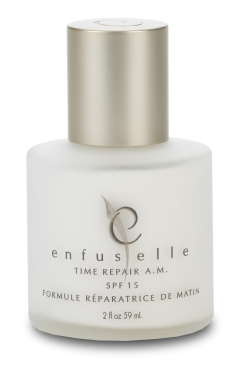 enfuselle
TIME REPAIR A.M.
SPF 15
FORMULE RÉPARATRICE DE MATIN
2 fl oz 59 mL